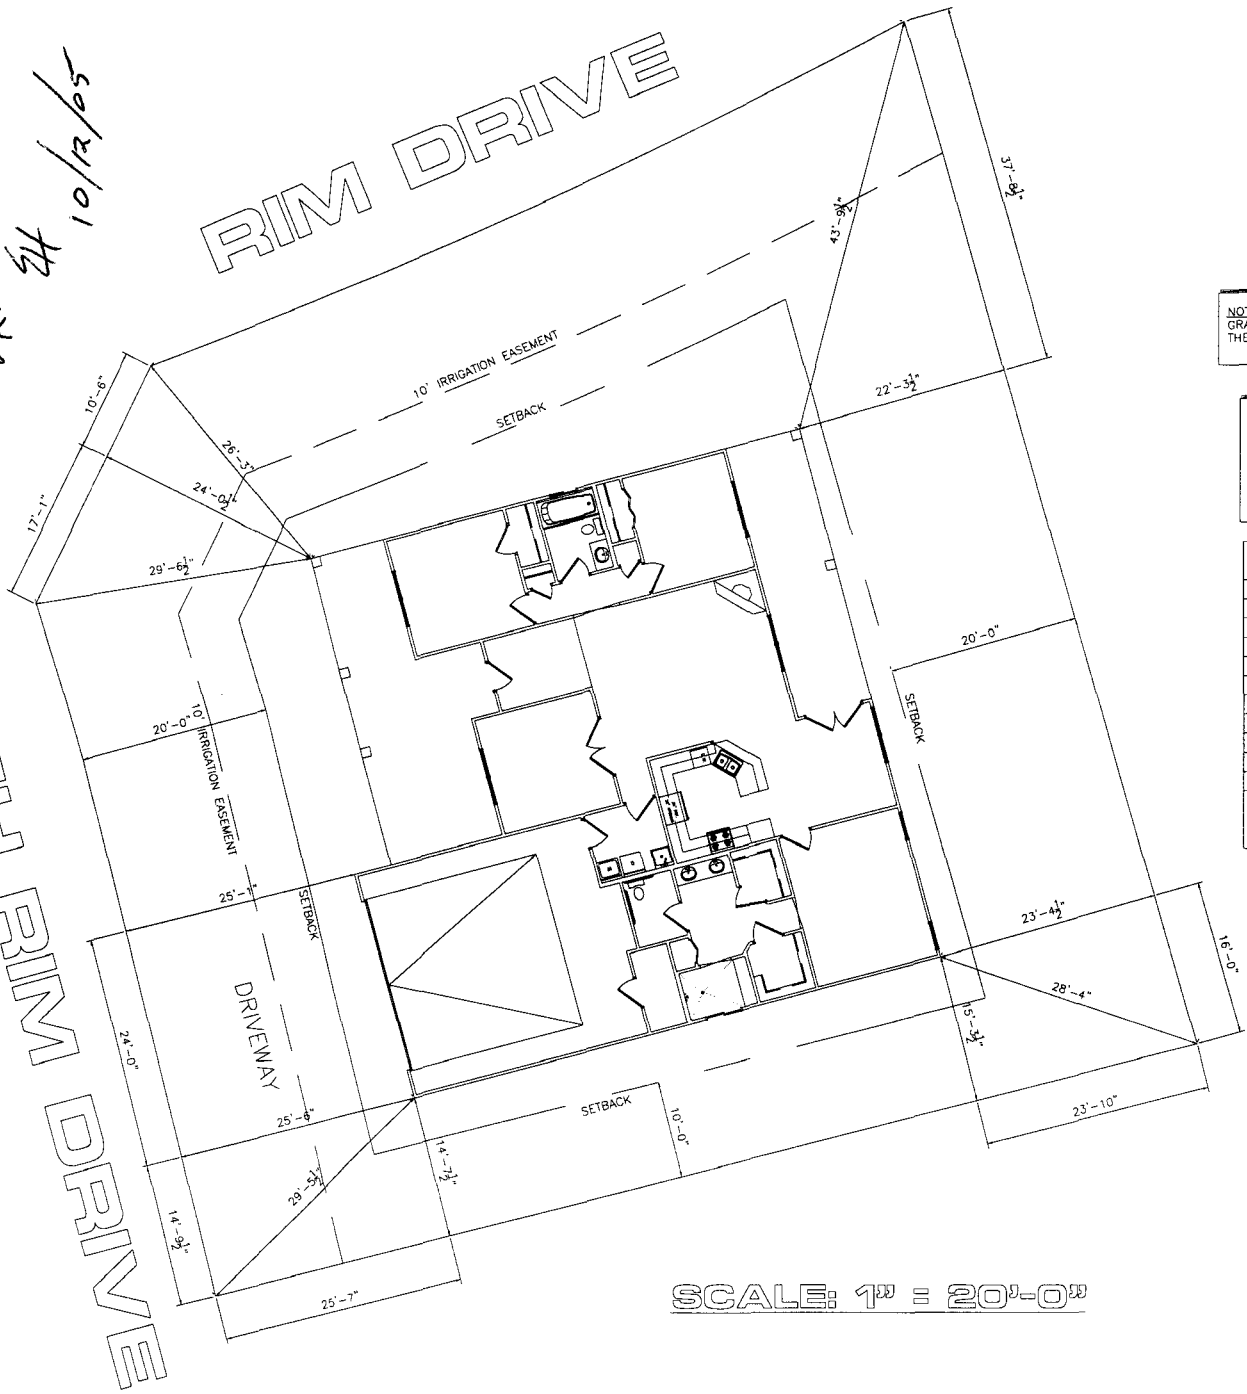 10/12/05
RIM DRIVE
37'-8½"
43'-9½"
NOT
GRA
THE
10' IRRIGATION EASEMENT
22'-3½"
SETBACK
10'-6"
26'-3"
24'-0½"
17'-1"
29'-6½"
20'-0"
20'-0"
10' IRRIGATION EASEMENT
SETBACK
25'-1"
SETBACK
23'-4½"
16'-0"
28'-4"
15'-3½"
DRIVEWAY
24'-0"
RIM DRIVE
25'-6"
SETBACK
10'-0"
23'-10"
14'-7½"
29'-5½"
14'-9½"
25'-7"
SCALE: 1" = 20'-0"